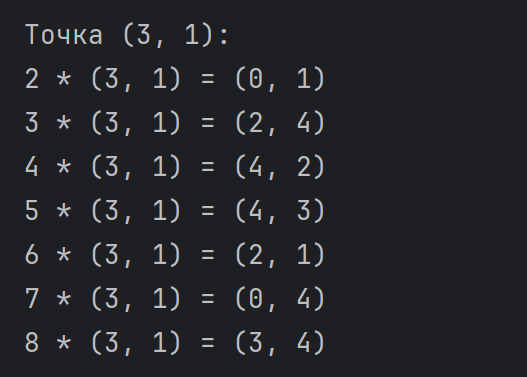 Точка (3, 1):
2 * (3, 1) = (0, 1)
3 * (3, 1) = (2, 4)
4 * (3, 1) = (4, 2)
5 * (3, 1) = (4, 3)
6 * (3, 1) = (2, 1)
7 * (3, 1) = (0, 4)
8 * (3, 1) = (3, 4)